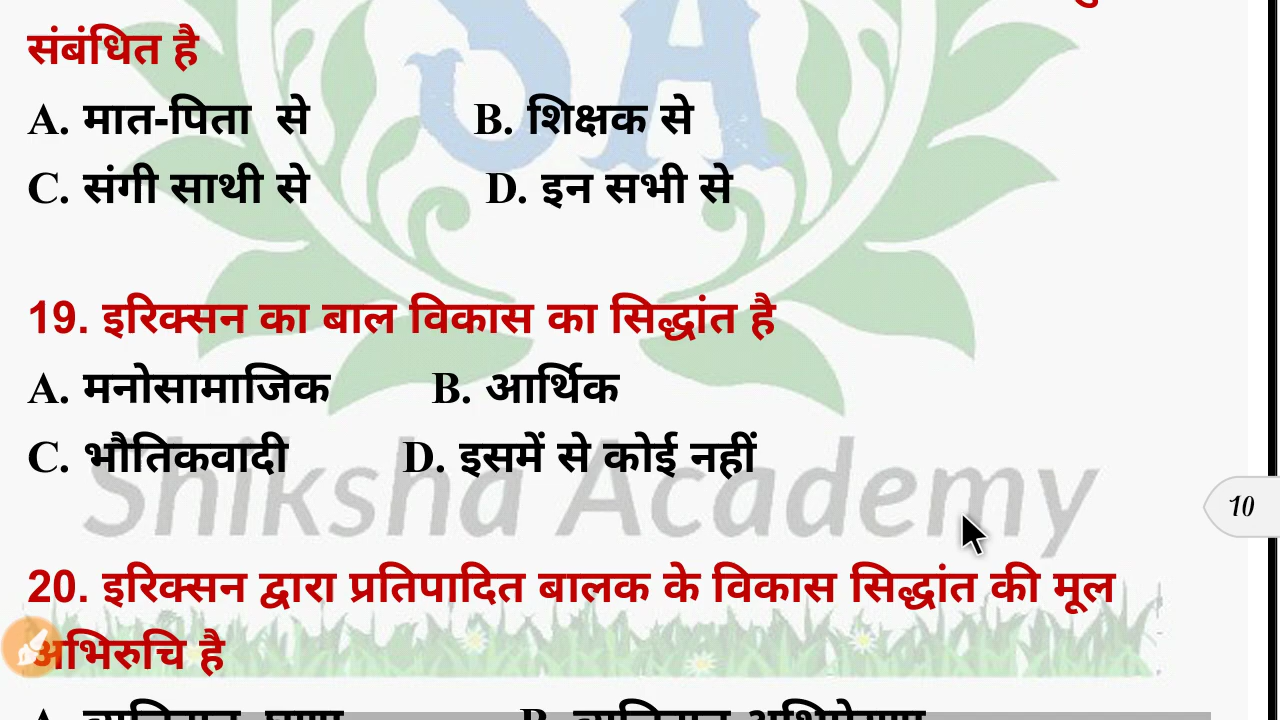 संबंधित है
A. मात-पिता से B. शिक्षक से
C. संगी साथी से D. इन सभी से
19. इरिक्सन का बाल विकास का सिद्धांत है
A. मनोसामाजिक B. आर्थिक
C. भौतिकवादी D. इसमें से कोई नहीं
Shiksha Academy
10
20. इरिक्सन द्वारा प्रतिपादित बालक के विकास सिद्धांत की मूल
अभिरुचि है